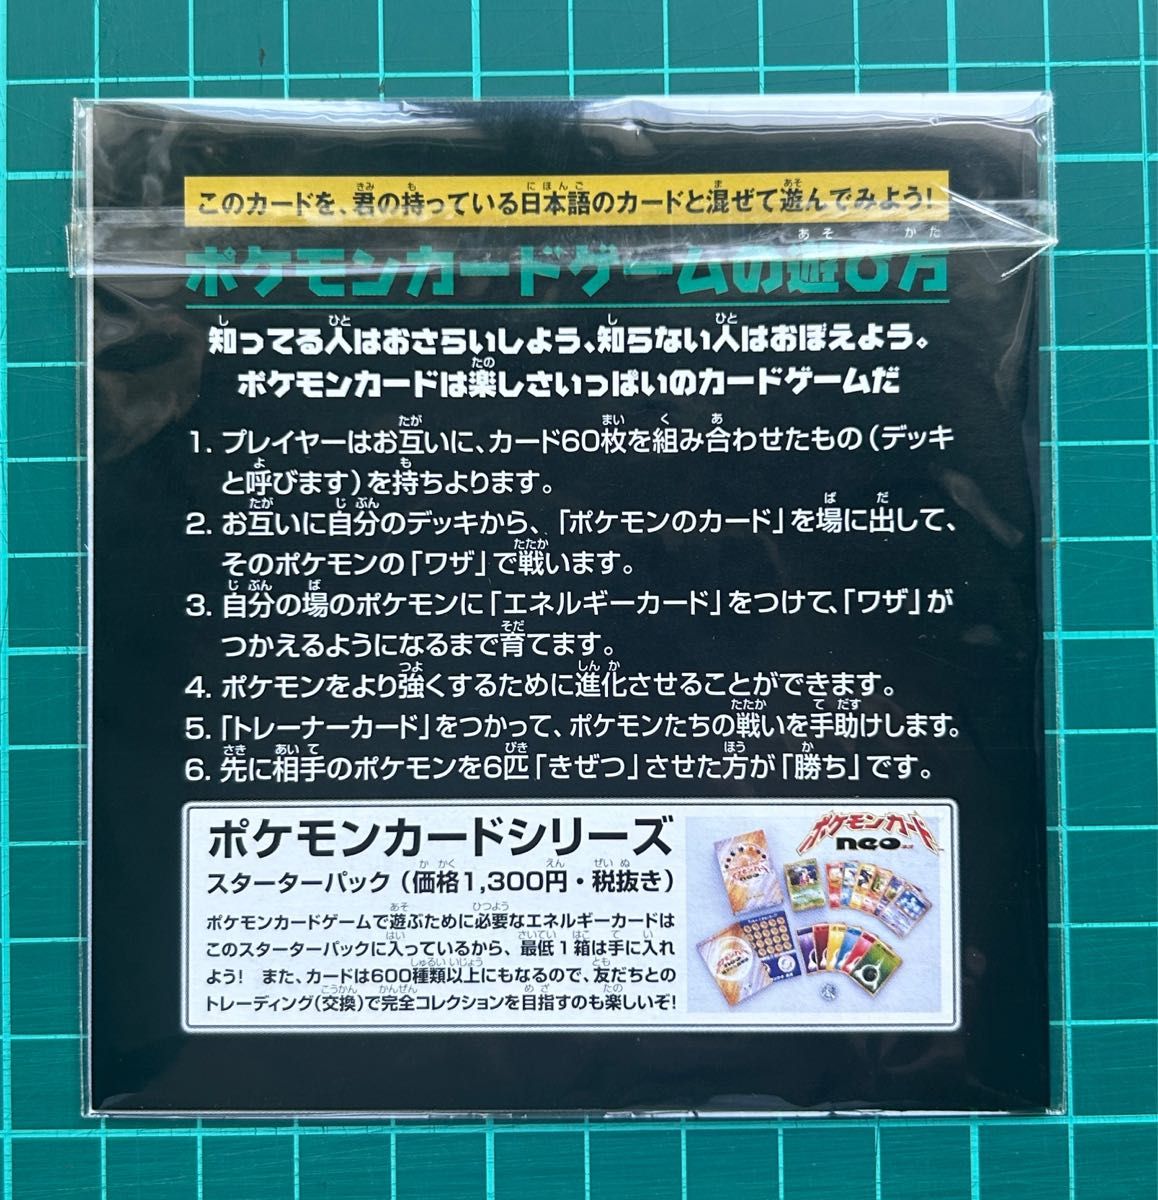 このカードを、君の持っている日本語のカードと混ぜて遊んでみよう!
ポケモンカードゲームの遊び方
知ってる人はおさらいしよう、知らない人はおぼえよう。
ポケモンカードは楽しさいっぱいのカードゲームだ
1. プレイヤーはお互いに、カード60枚を組み合わせたもの(デッキ
と呼びます)を持ちよります。
2. お互いに自分のデッキから、「ポケモンのカード」を場に出して、
そのポケモンの「ワザ」で戦います。
3. 自分の場のポケモンに「エネルギーカード」をつけて、「ワザ」が
つかえるようになるまで育てます。
4. ポケモンをより強くするために進化させることができます。
5.「トレーナーカード」をつかって、ポケモンたちの戦いを手助けします。
6. 先に相手のポケモンを6匹「きぜつ」させた方が「勝ち」です。
ポケモンカードシリーズ
スターターパック(価格1,300円・税抜き)
ポケモンカードゲームで遊ぶために必要なエネルギーカードは
このスターターパックに入っているから、最低1箱は手に入れ
よう! また、カードは600種類以上にもなるので、友だちとの
トレーディング(交換)で完全コレクションを目指すのも楽しいぞ!
ポケモンカード
neo